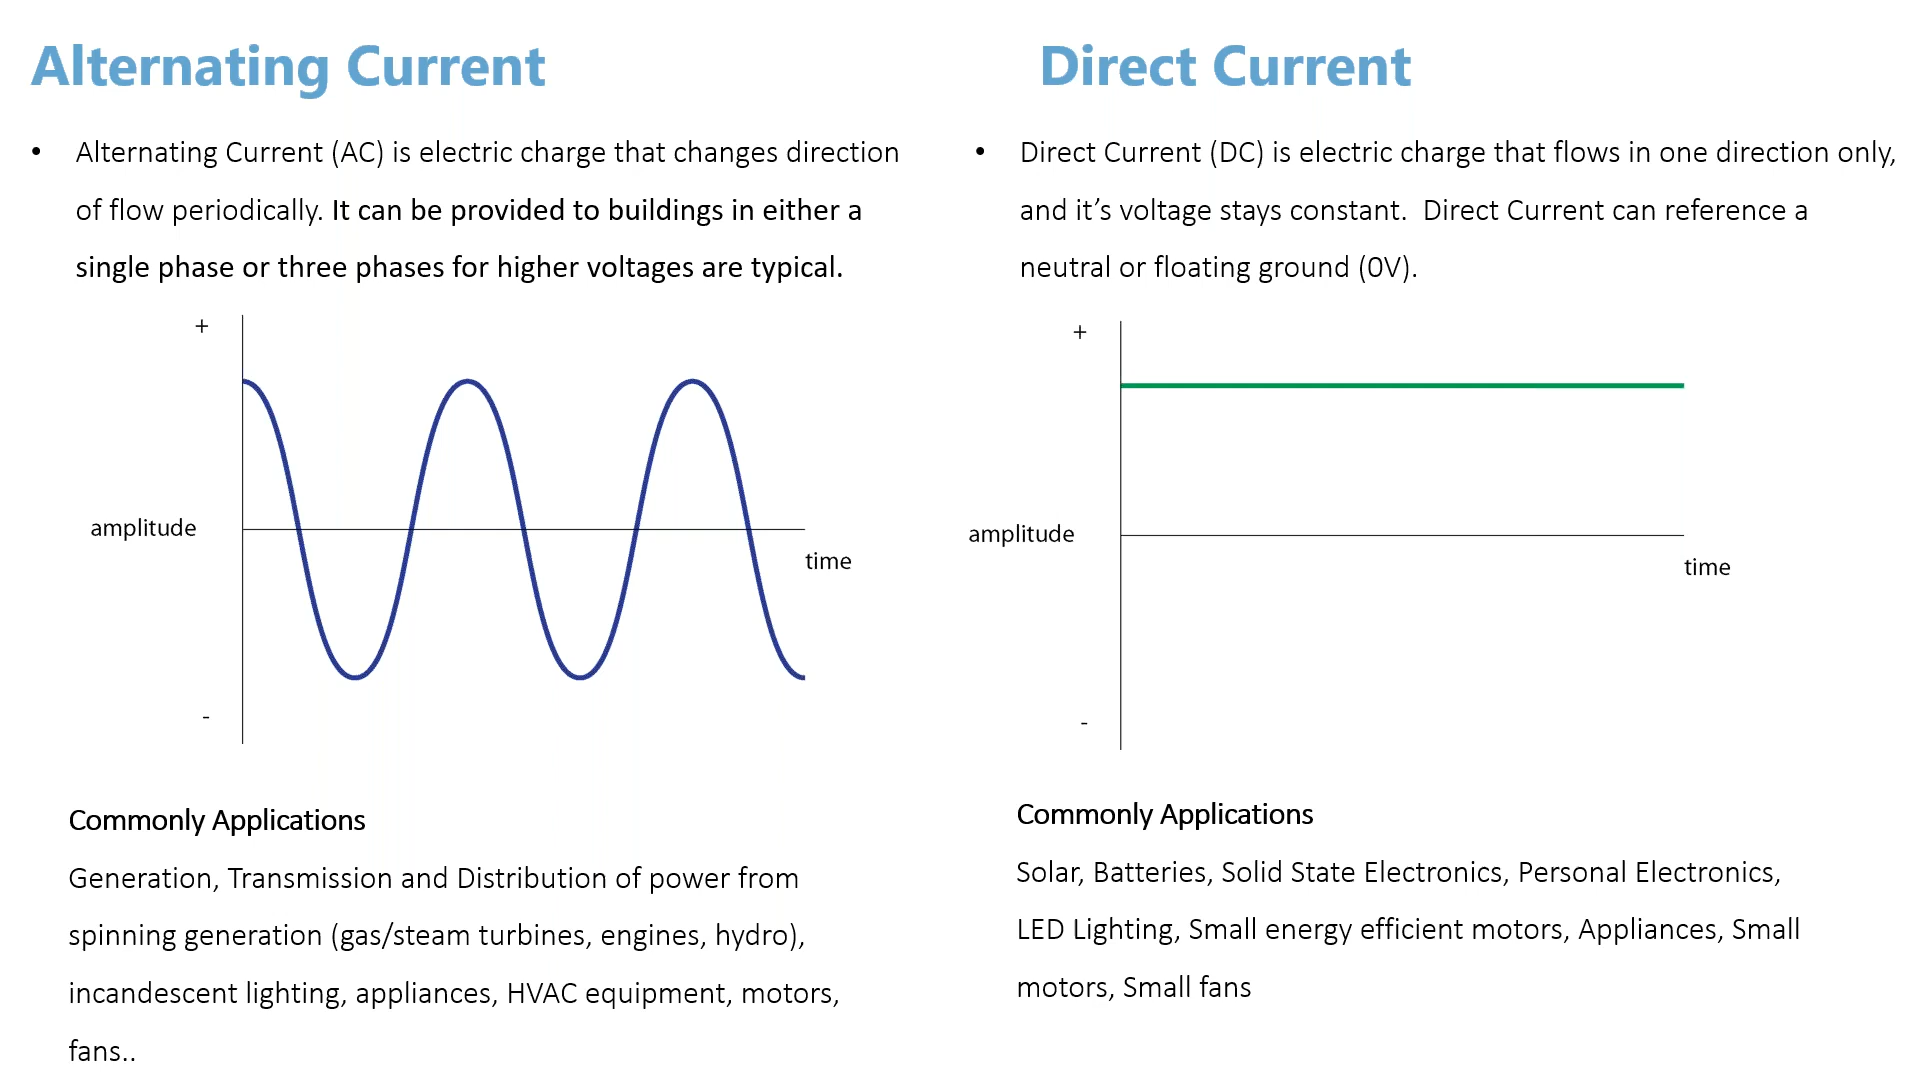 Alternating Current
• Alternating Current (AC) is electric charge that changes direction
of flow periodically. It can be provided to buildings in either a
single phase or three phases for higher voltages are typical.
+
amplitude
time
-
Commonly Applications
Generation, Transmission and Distribution of power from
spinning generation (gas/steam turbines, engines, hydro),
incandescent lighting, appliances, HVAC equipment, motors,
fans..
Direct Current
• Direct Current (DC) is electric charge that flows in one direction only,
and it’s voltage stays constant.  Direct Current can reference a
neutral or floating ground (0V).
+
amplitude
time
-
Commonly Applications
Solar, Batteries, Solid State Electronics, Personal Electronics,
LED Lighting, Small energy efficient motors, Appliances, Small
motors, Small fans